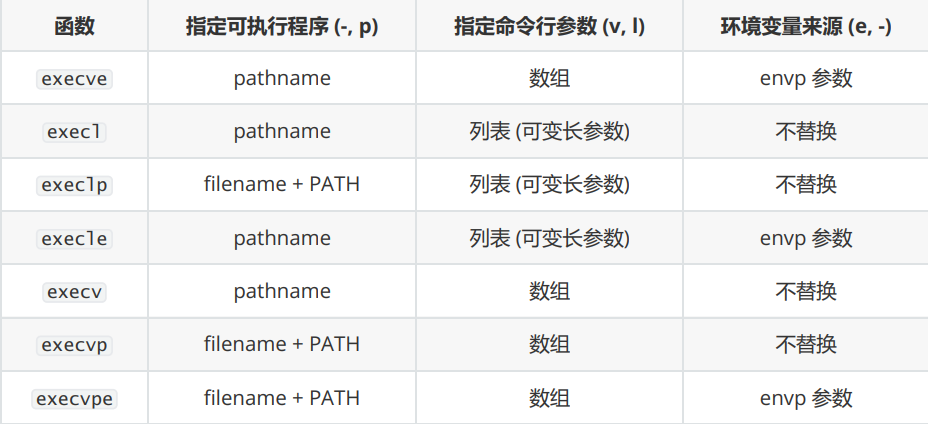 函数 指定可执行程序 (-, p) 指定命令行参数 (v, l) 环境变量来源 (e, -)
execve pathname 数组 envp 参数
execl pathname 列表 (可变长参数) 不替换
execlp filename + PATH 列表 (可变长参数) 不替换
execle pathname 列表 (可变长参数) envp 参数
execv pathname 数组 不替换
execvp filename + PATH 数组 不替换
execvpe filename + PATH 数组 envp 参数